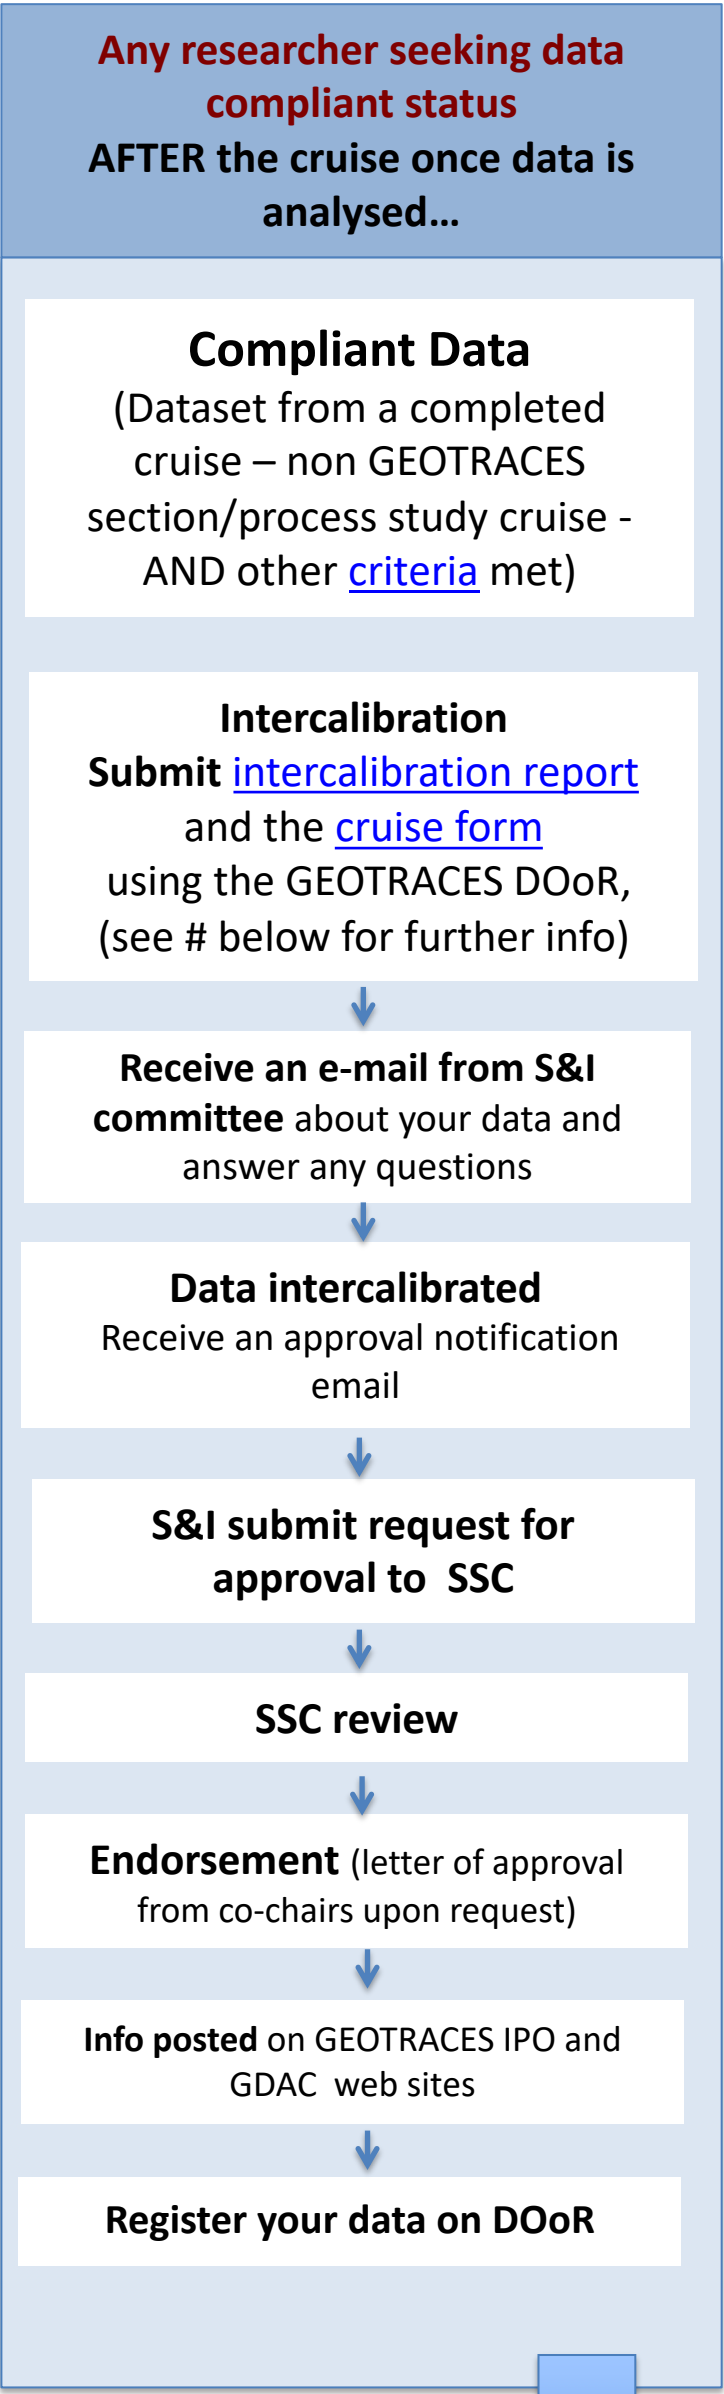 Any researcher seeking data
compliant status
AFTER the cruise once data is
analysed…
Compliant Data
(Dataset from a completed
cruise – non GEOTRACES
section/process study cruise -
AND other criteria met)
Intercalibration
Submit intercalibration report
and the cruise form
using the GEOTRACES DOoR,
(see # below for further info)
Receive an e-mail from S&I
committee about your data and
answer any questions
Data intercalibrated
Receive an approval notification
email
S&I submit request for
approval to  SSC
SSC review
Endorsement (letter of approval
from co-chairs upon request)
Info posted on GEOTRACES IPO and
GDAC  web sites
Register your data on DOoR